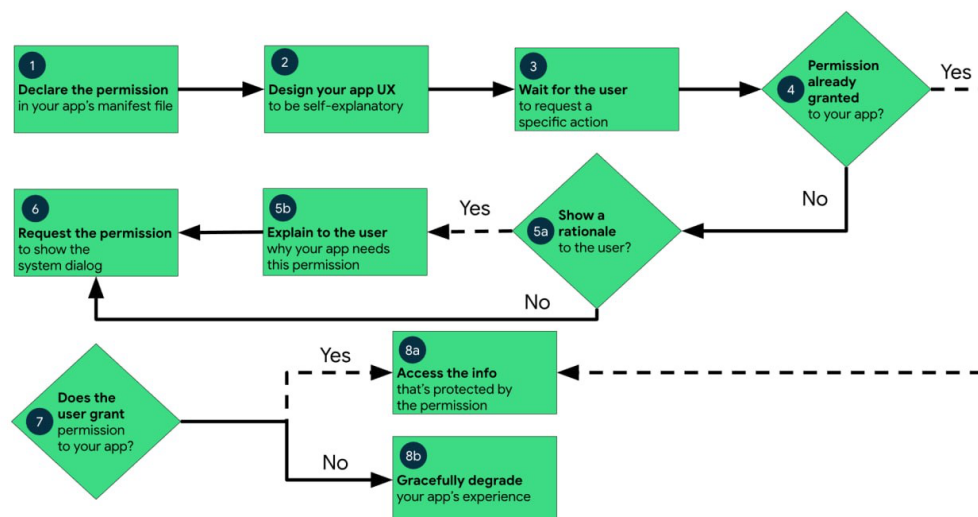 1
Declare the permission
in your app's manifest file
2
Design your app UX
to be self-explanatory
3
Wait for the user
to request a
specific action
4
Permission
already
granted
to your app?
Yes
No
5a
Show a
rationale
to the user?
Yes
No
5b
Explain to the user
why your app needs
this permission
6
Request the permission
to show the
system dialog
7
Does the
user grant
permission
to your app?
Yes
No
8a
Access the info
that's protected by
the permission
8b
Gracefully degrade
your app's experience